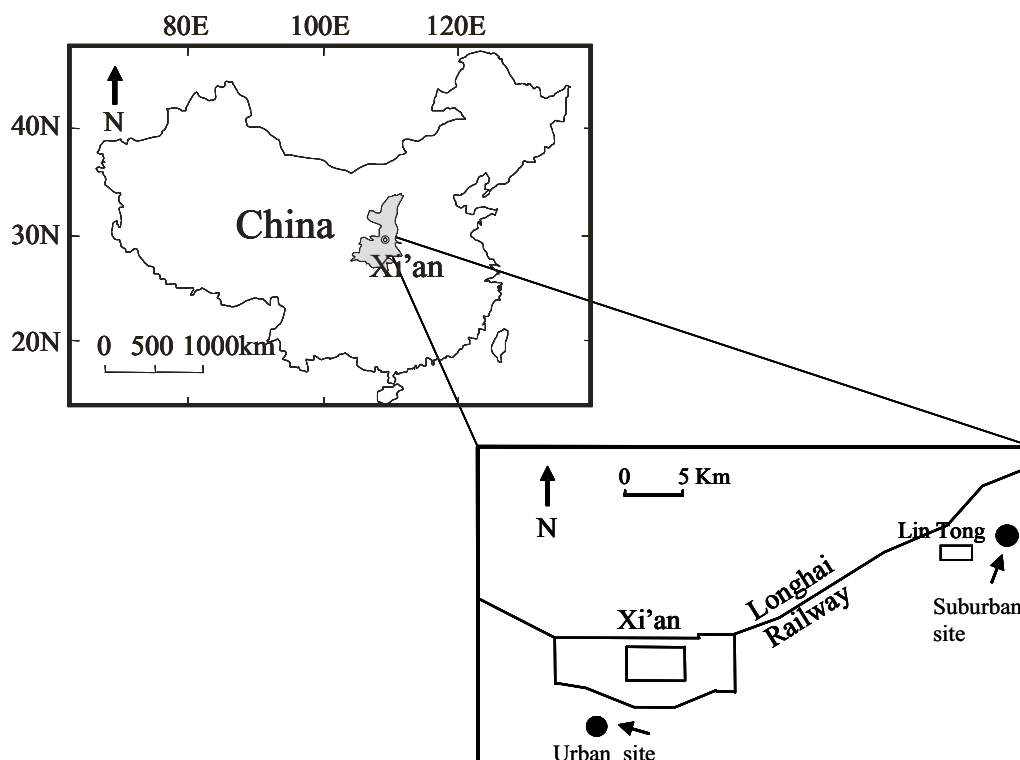 80E 100E 120E
N
40N
China
30N
Xi'an
20N
0 500 1000km
0 5 Km
N
Lin Tong
Longhai
Railway
Suburban
site
Xi'an
Urban site